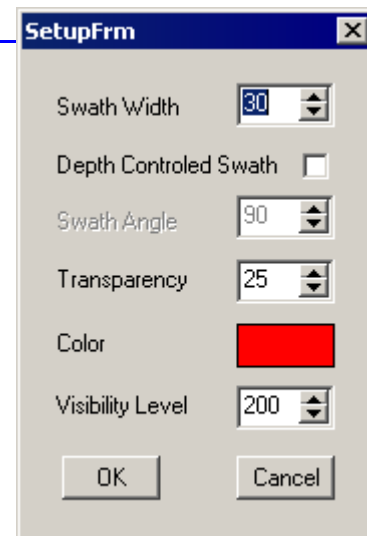 SetupFrm
Swath Width 30
Depth Controled Swath
Swath Angle 90
Transparency 25
Color
Visibility Level 200
OK Cancel